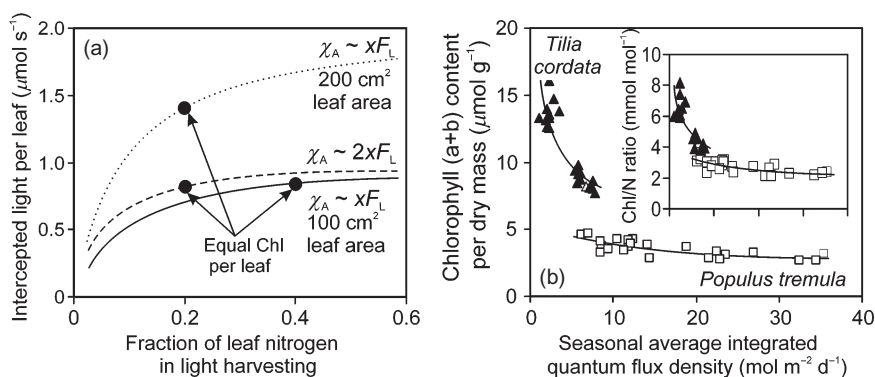 (a)
χA ~ xFL
200 cm²
leaf area
χA ~ 2xFL
χA ~ xFL
100 cm²
leaf area
Equal Chl
per leaf
Intercepted light per leaf (μmol s⁻¹)
2.0
1.5
1.0
0.5
0
0
0.2
0.4
0.6
Fraction of leaf nitrogen
in light harvesting
Chlorophyll (a+b) content
per dry mass (μmol g⁻¹)
20
15
10
5
0
Tilia
cordata
Chl/N ratio (mmol mol⁻¹)
10
8
6
4
2
0
(b)
Populus tremula
0
10
20
30
40
Seasonal average integrated
quantum flux density (mol m⁻² d⁻¹)